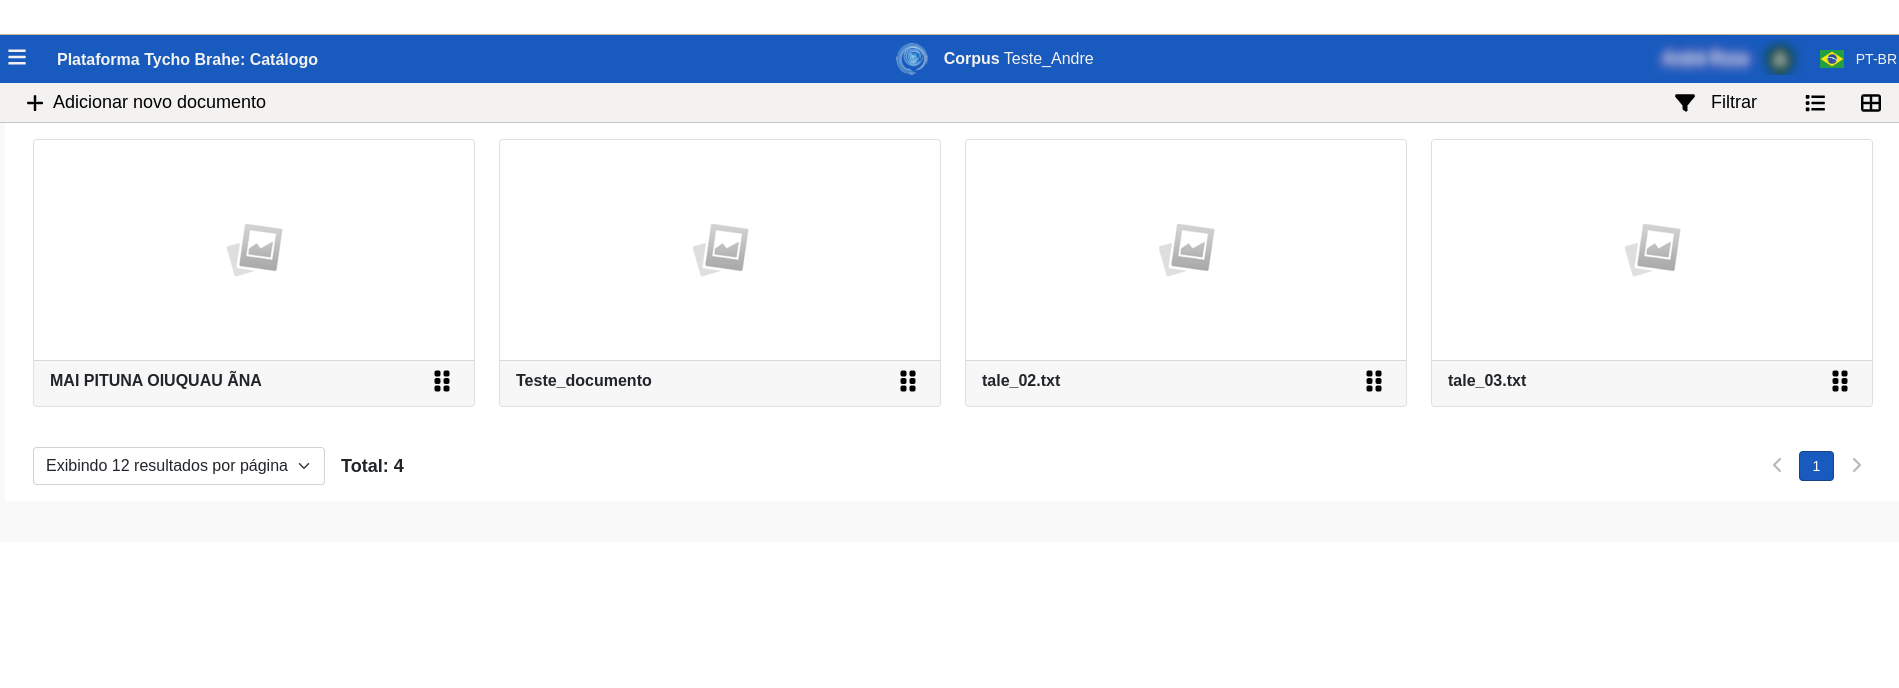 Plataforma Tycho Brahe: Catálogo
Corpus Teste_Andre
PT-BR
Adicionar novo documento
Filtrar
MAI PITUNA OIUQUAU ÃNA
Teste_documento
tale_02.txt
tale_03.txt
Exibindo 12 resultados por página
Total: 4
1